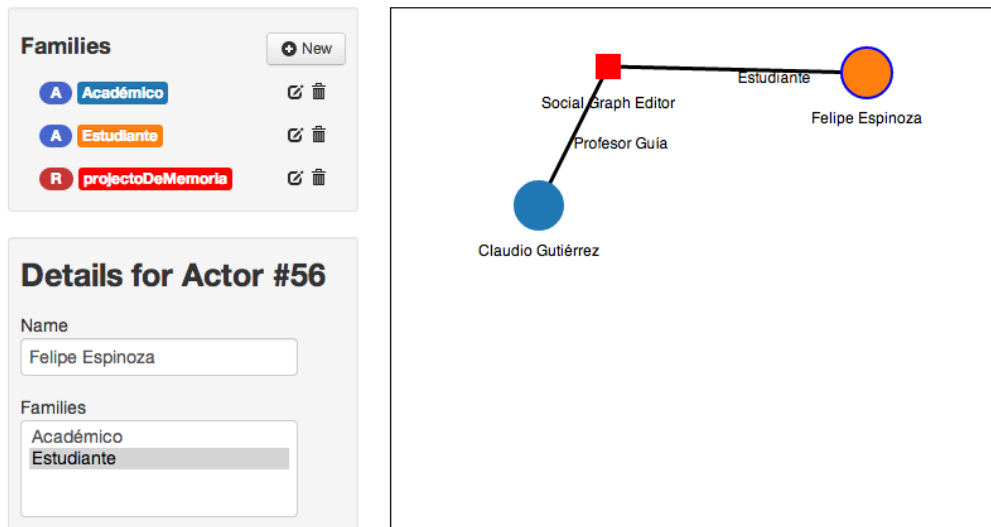 Families
New
A Académico
A Estudiante
R projectoDeMemoria
Details for Actor #56
Name
Felipe Espinoza
Families
Académico
Estudiante
Estudiante
Social Graph Editor
Felipe Espinoza
Profesor Guía
Claudio Gutiérrez